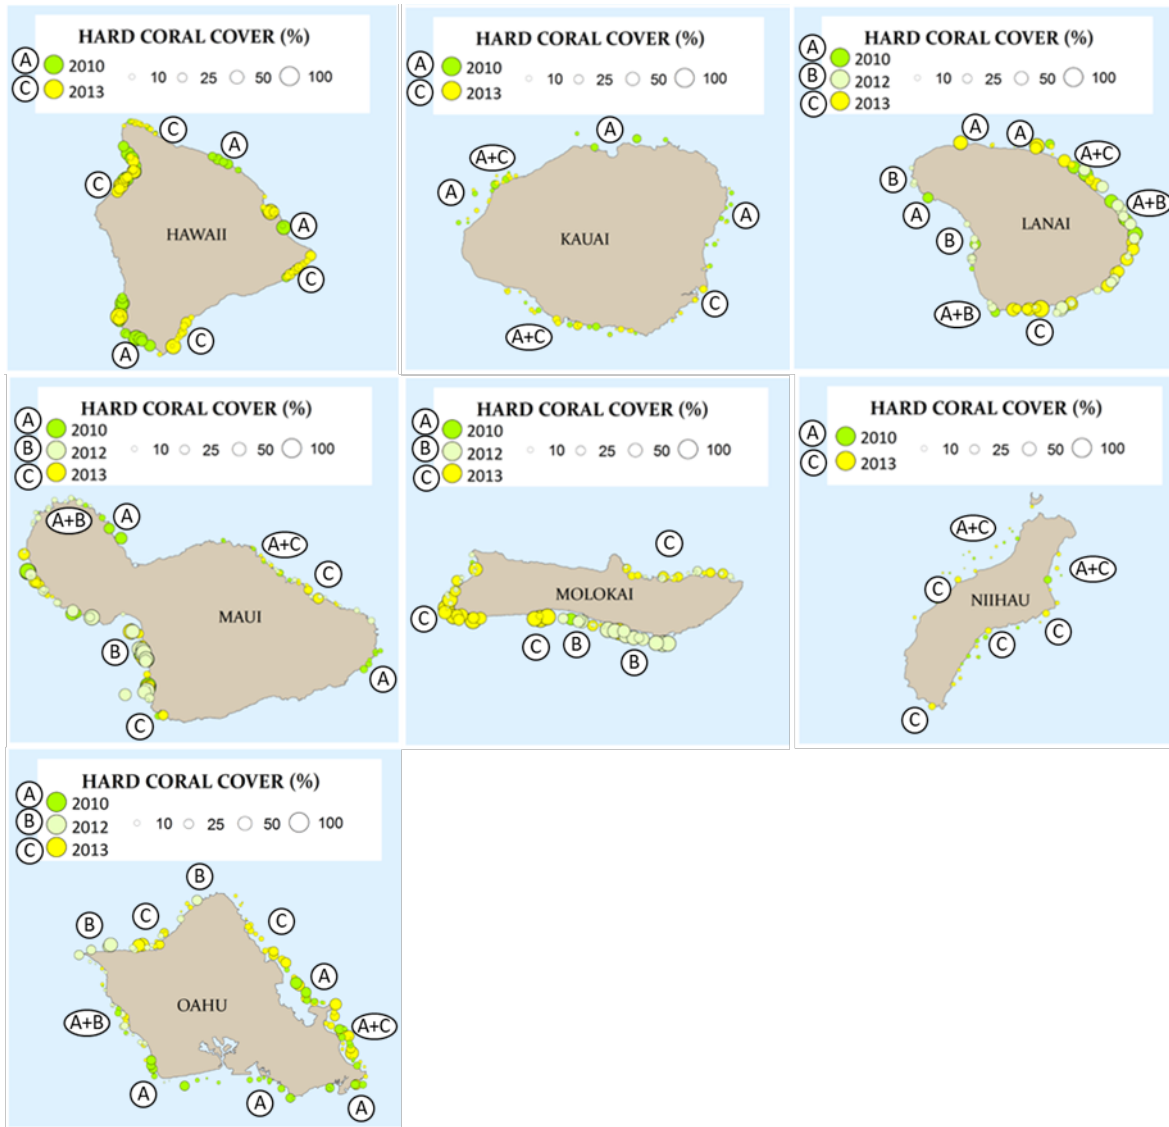 HARD CORAL COVER (%)
A 2010
C 2013
10 25 50 100
C
A
C
HAWAII
A
C
C
A
HARD CORAL COVER (%)
A 2010
C 2013
10 25 50 100
A
A+C
A
A
KAUAI
C
A+C
HARD CORAL COVER (%)
A 2010
B 2012
C 2013
10 25 50 100
A
A
A+C
B
A
A+B
LANAI
B
A+B
C
HARD CORAL COVER (%)
A 2010
B 2012
C 2013
10 25 50 100
A+B
A
A+C
C
MAUI
B
A
C
HARD CORAL COVER (%)
A 2010
B 2012
C 2013
10 25 50 100
C
MOLOKAI
C
C
B
B
HARD CORAL COVER (%)
A 2010
C 2013
10 25 50 100
A+C
A+C
C
NIIHAU
C
C
C
HARD CORAL COVER (%)
A 2010
B 2012
C 2013
10 25 50 100
B
B
C
C
A
OAHU
A+B
A+C
A
A
A